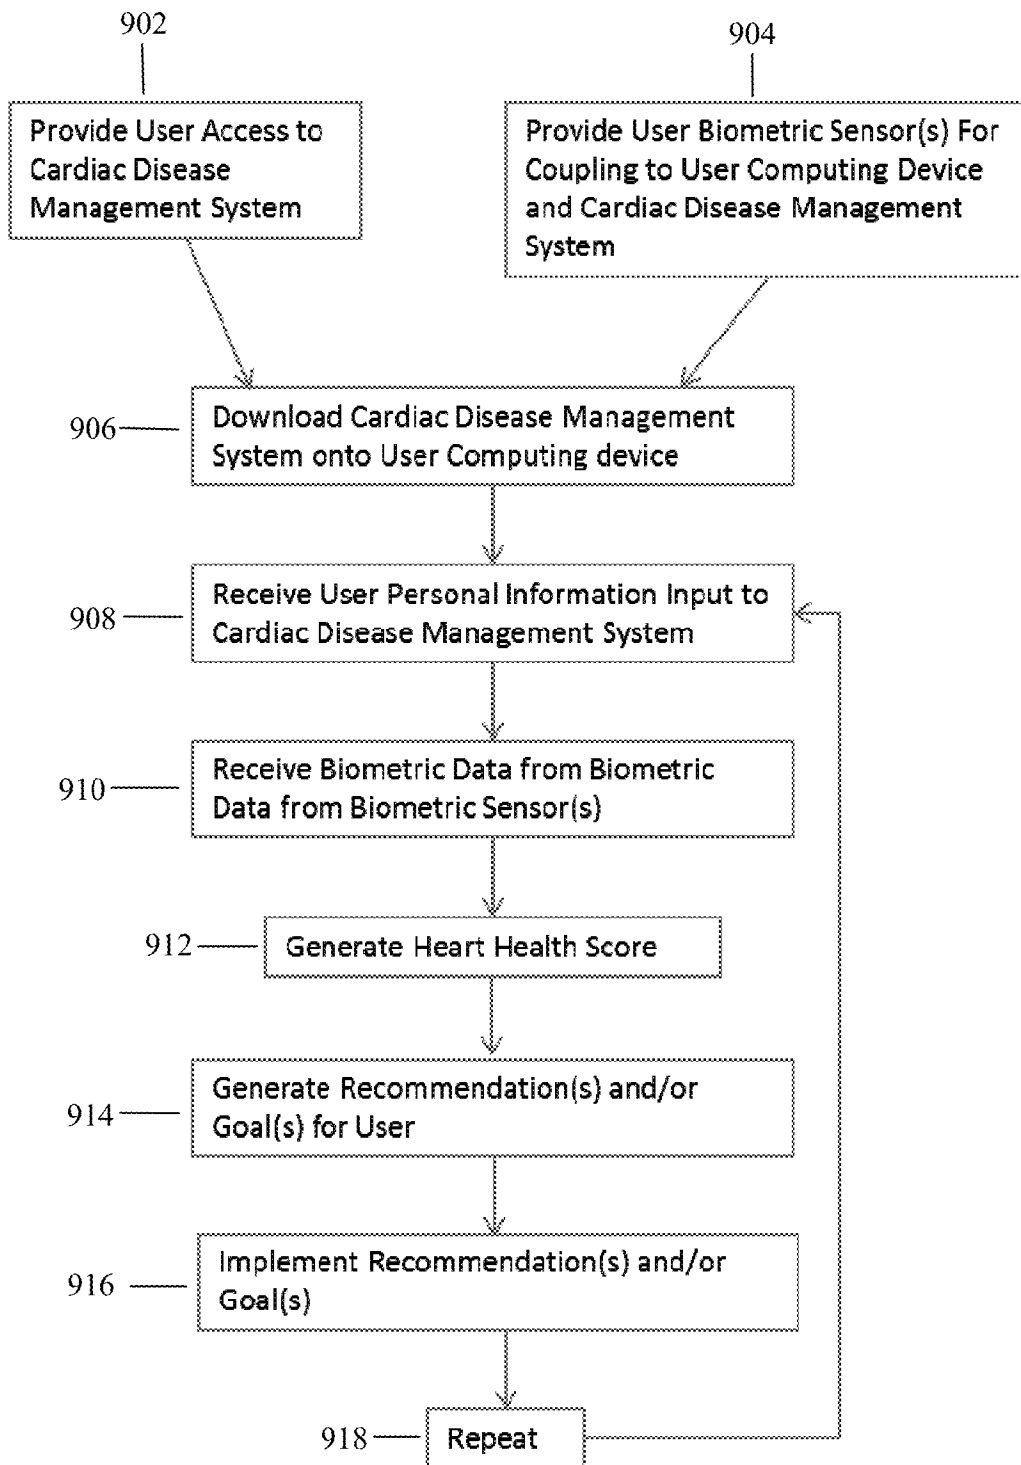 902
904
Provide User Access to
Cardiac Disease
Management System
Provide User Biometric Sensor(s) For
Coupling to User Computing Device
and Cardiac Disease Management
System
906
Download Cardiac Disease Management
System onto User Computing device
908
Receive User Personal Information Input to
Cardiac Disease Management System
910
Receive Biometric Data from Biometric
Data from Biometric Sensor(s)
912
Generate Heart Health Score
914
Generate Recommendation(s) and/or
Goal(s) for User
916
Implement Recommendation(s) and/or
Goal(s)
918
Repeat